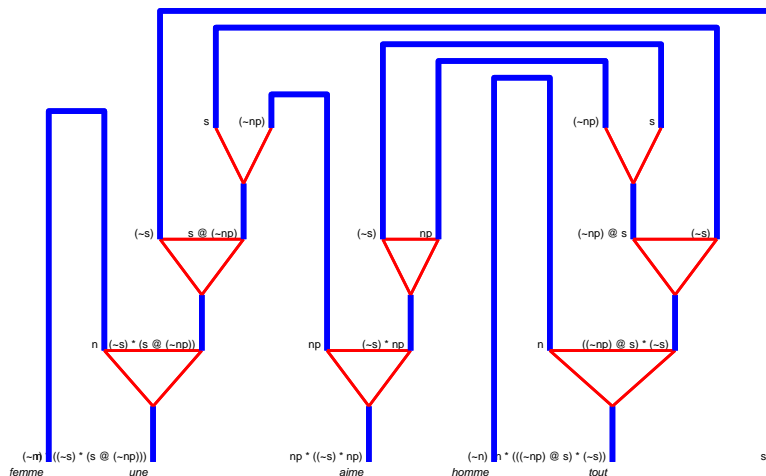 s (~np) (~np) s
(~s) s @ (~np) (~s) np (~np) @ s (~s)
n (~s) * (s @ (~np)) np (~s) * np n ((~np) @ s) * (~s)
(~n) * ((~s) * (s @ (~np))) np * ((~s) * np) (~n) n * (((~np) @ s) * (~s)) s
femme une aime homme tout